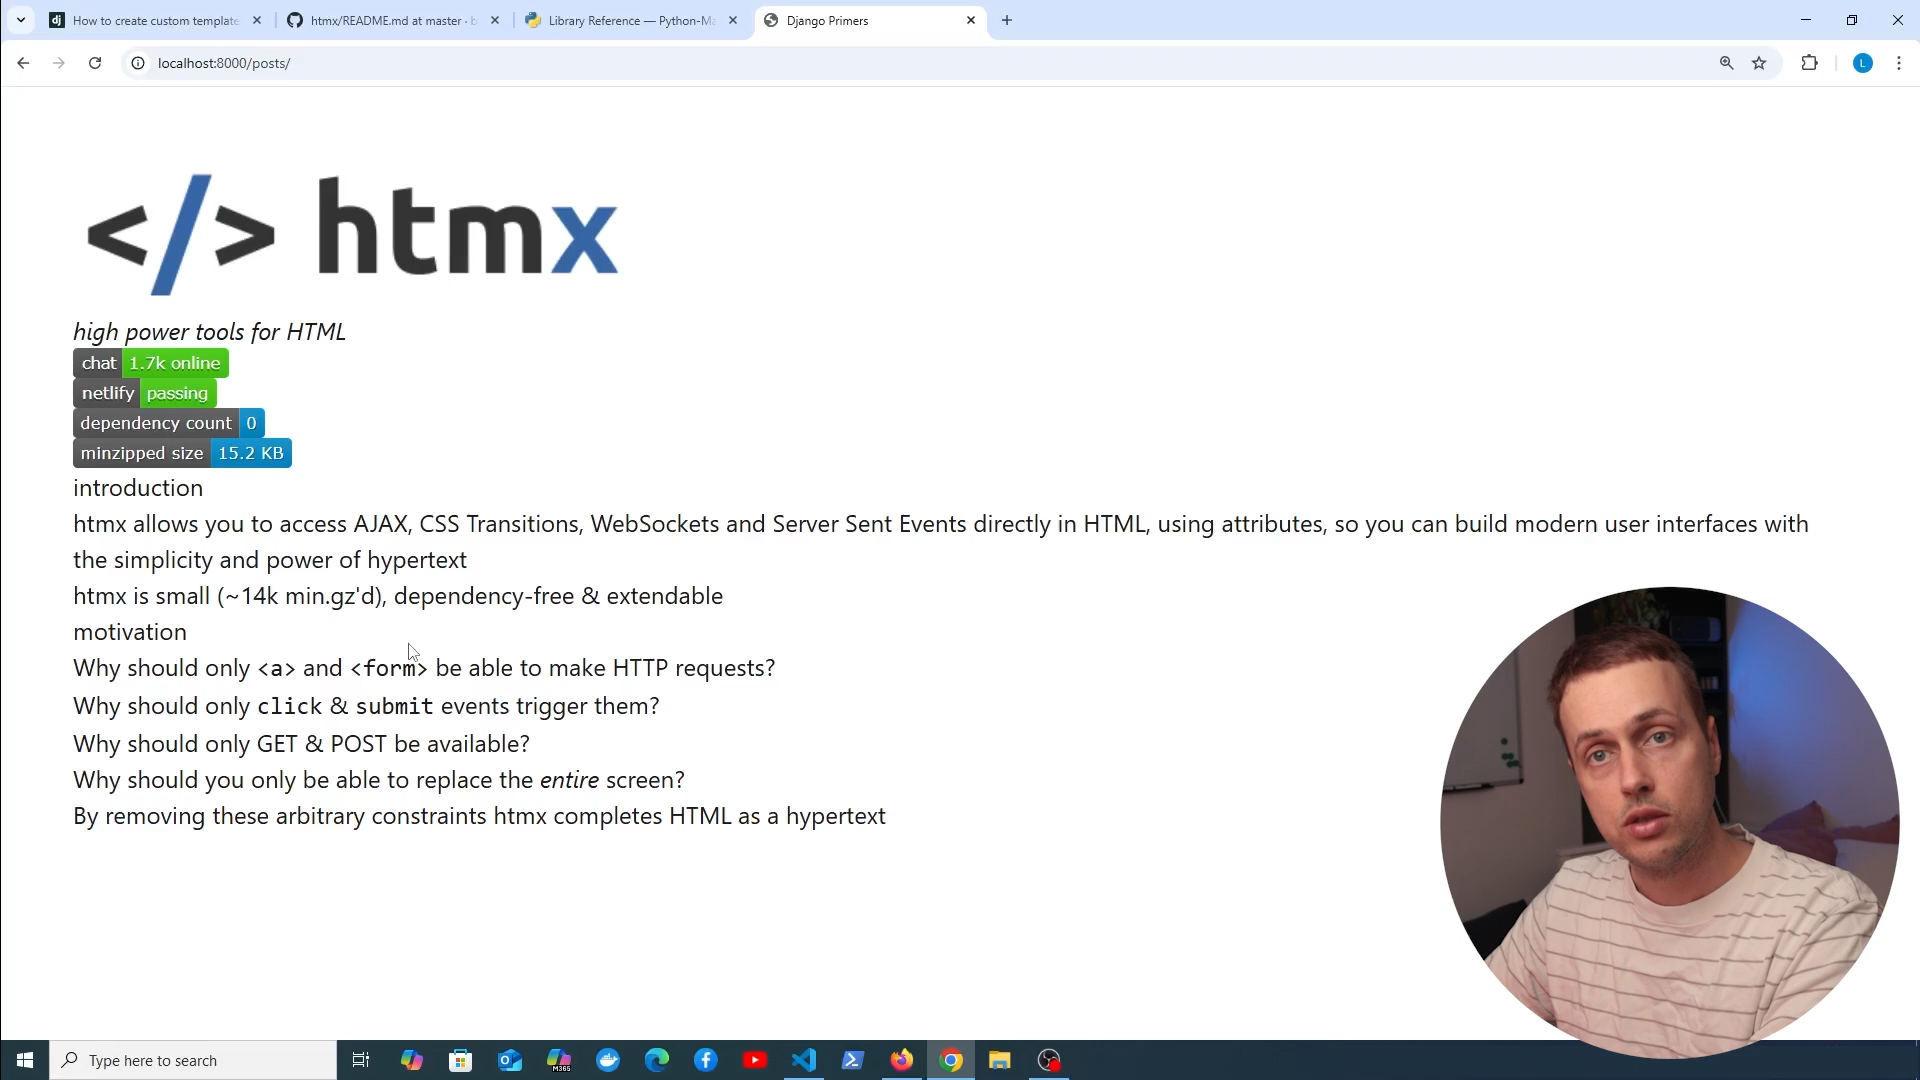 How to create custom template
htmx/README.md at master · b
Library Reference — Python-Ma
Django Primers
localhost:8000/posts/
L
</> htmx
high power tools for HTML
chat 1.7k online
netlify passing
dependency count 0
minzipped size 15.2 KB
introduction
htmx allows you to access AJAX, CSS Transitions, WebSockets and Server Sent Events directly in HTML, using attributes, so you can build modern user interfaces with
the simplicity and power of hypertext
htmx is small (~14k min.gz'd), dependency-free & extendable
motivation
Why should only <a> and <form> be able to make HTTP requests?
Why should only click & submit events trigger them?
Why should only GET & POST be available?
Why should you only be able to replace the entire screen?
By removing these arbitrary constraints htmx completes HTML as a hypertext
Type here to search
M365